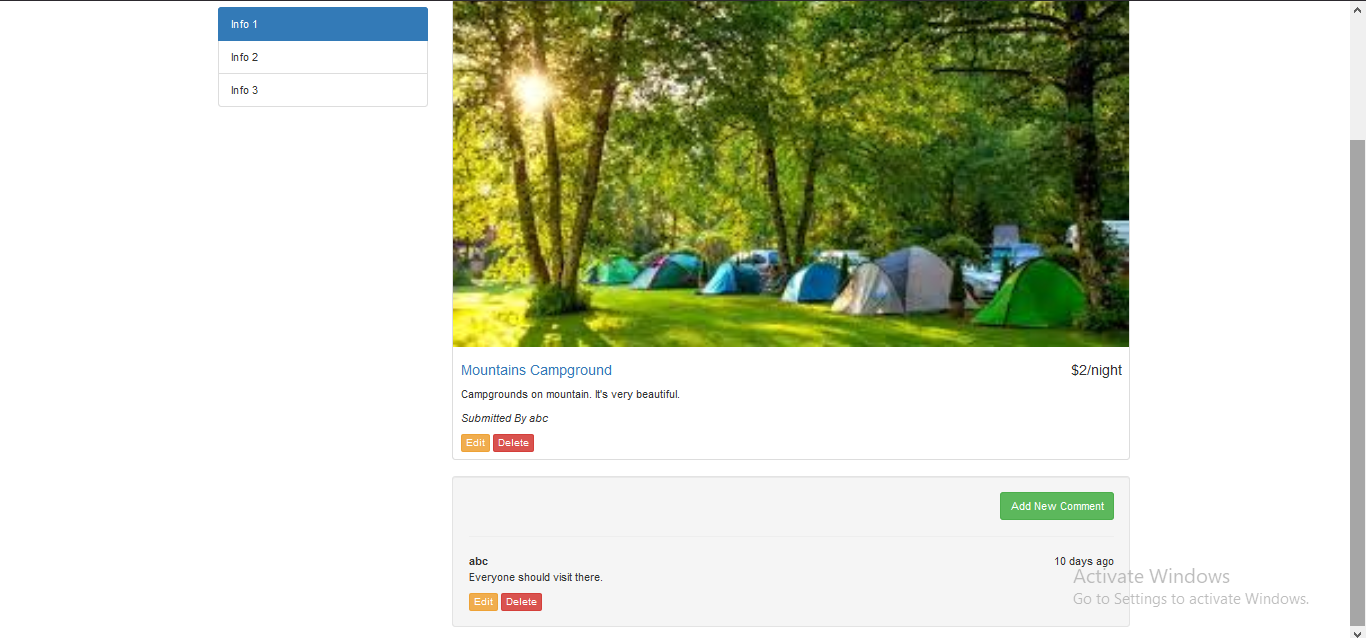 Info 1
Info 2
Info 3
Mountains Campground
$2/night
Campgrounds on mountain. It's very beautiful.
Submitted By abc
Edit Delete
Add New Comment
abc
10 days ago
Everyone should visit there.
Edit Delete
Activate Windows
Go to Settings to activate Windows.